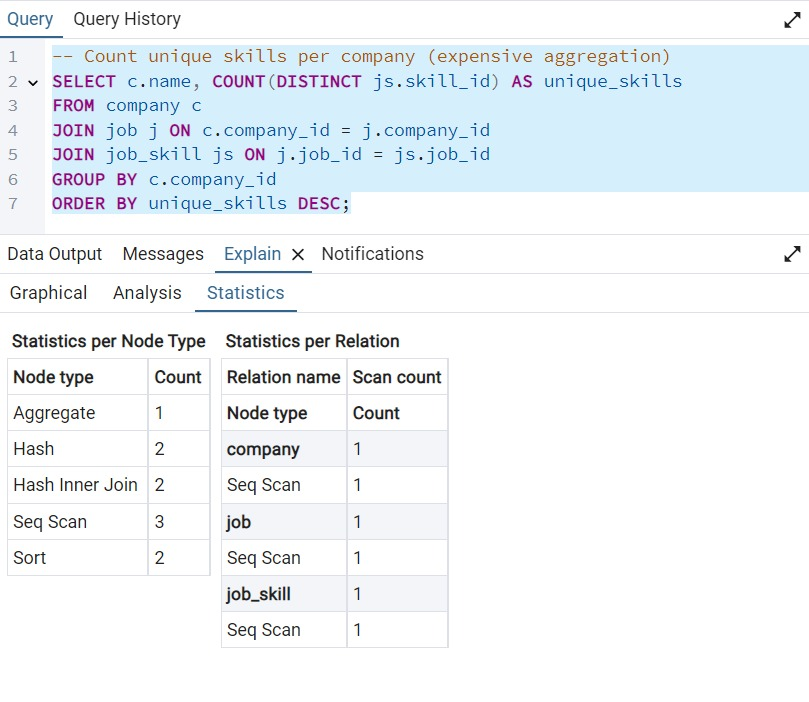 Query Query History
1 -- Count unique skills per company (expensive aggregation)
2 SELECT c.name, COUNT(DISTINCT js.skill_id) AS unique_skills
3 FROM company c
4 JOIN job j ON c.company_id = j.company_id
5 JOIN job_skill js ON j.job_id = js.job_id
6 GROUP BY c.company_id
7 ORDER BY unique_skills DESC;
Data Output Messages Explain Notifications
Graphical Analysis Statistics
Statistics per Node Type
Node type Count
Aggregate 1
Hash 2
Hash Inner Join 2
Seq Scan 3
Sort 2
Statistics per Relation
Relation name Scan count
Node type Count
company 1
Seq Scan 1
job 1
Seq Scan 1
job_skill 1
Seq Scan 1